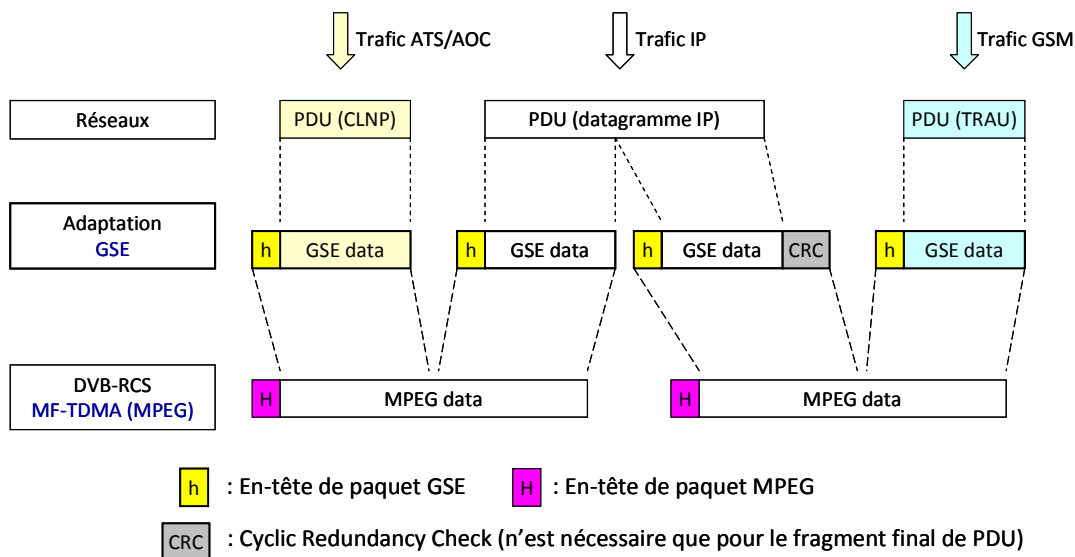 Trafic ATS/AOC
Trafic IP
Trafic GSM
Réseaux
PDU (CLNP)
PDU (datagramme IP)
PDU (TRAU)
Adaptation
GSE
h
GSE data
h
GSE data
h
GSE data
CRC
h
GSE data
DVB-RCS
MF-TDMA (MPEG)
H
MPEG data
H
MPEG data
h : En-tête de paquet GSE
H : En-tête de paquet MPEG
CRC : Cyclic Redundancy Check (n'est nécessaire que pour le fragment final de PDU)